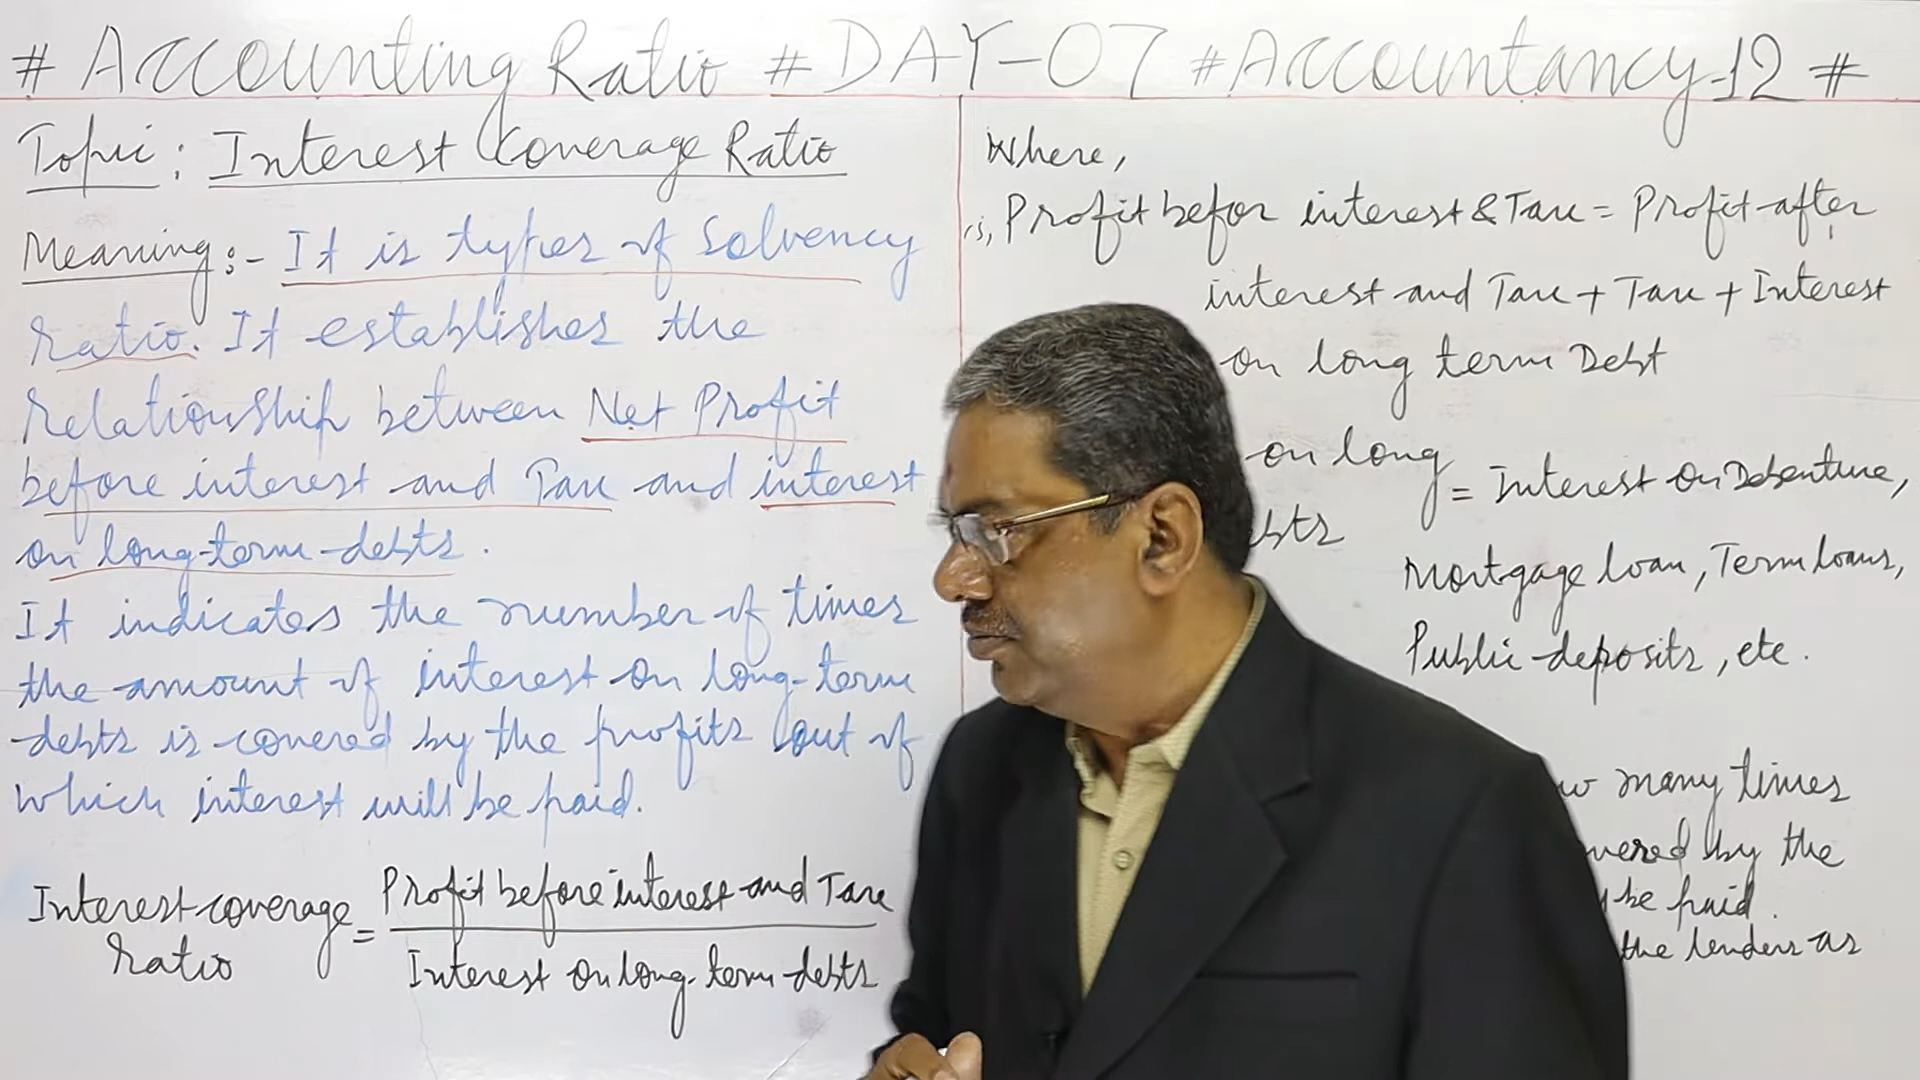 # Accounting Ratio # DAY-07 # Accountancy-12 #
Topic: Interest Coverage Ratio
Meaning:- It is types of Solvency
ratio. It establishes the
relationship between Net Profit
before interest and Tax and interest
on long-term debts.
It indicates the number of times
the amount of interest on long-term
debts is covered by the profits out of
which interest will be paid.
Interest coverage ratio = Profit before interest and Tax
Interest on long-term debts
Where,
Profit befor interest & Tax = Profit after
interest and Tax + Tax + Interest
on long term Debt
on long = Interest on Debenture,
Mortgage loan, Term loans,
Public deposits, etc.
many times
by the
be paid.
the lenders as